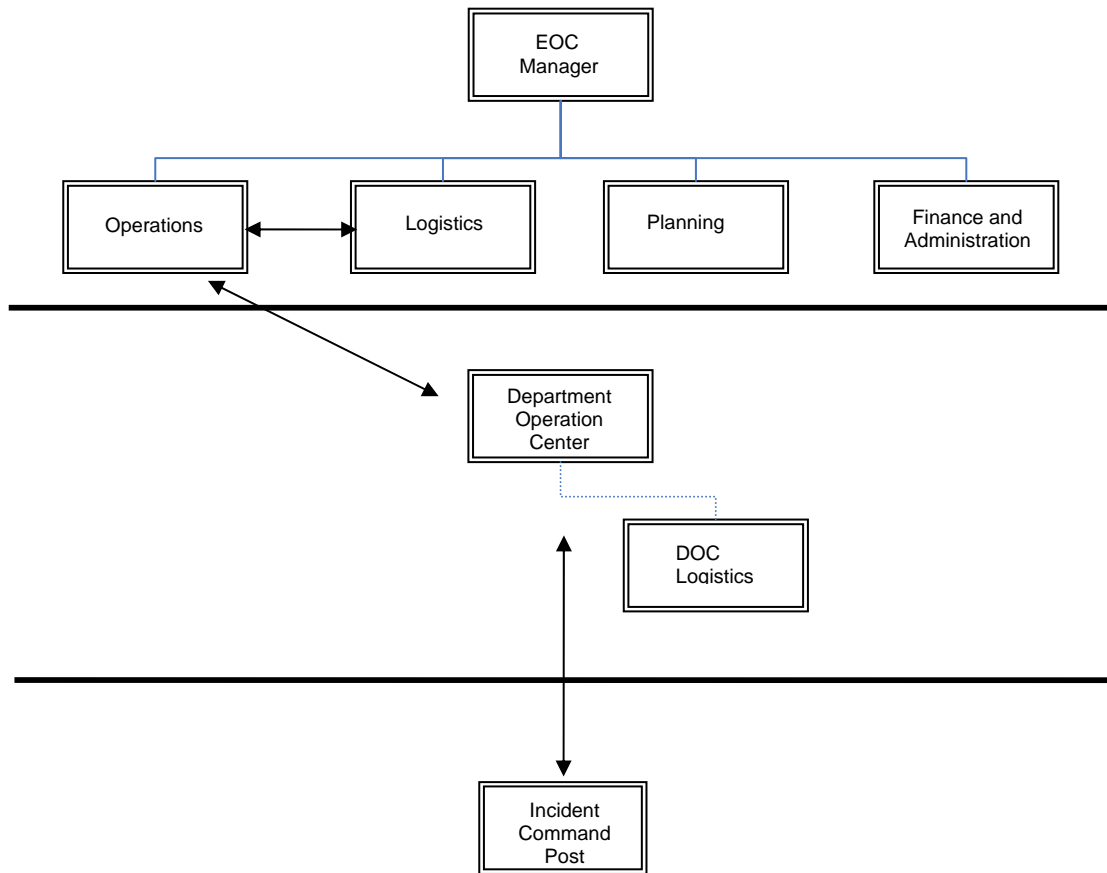 EOC
Manager
Operations
Logistics
Planning
Finance and
Administration
Department
Operation
Center
DOC
Logistics
Incident
Command
Post